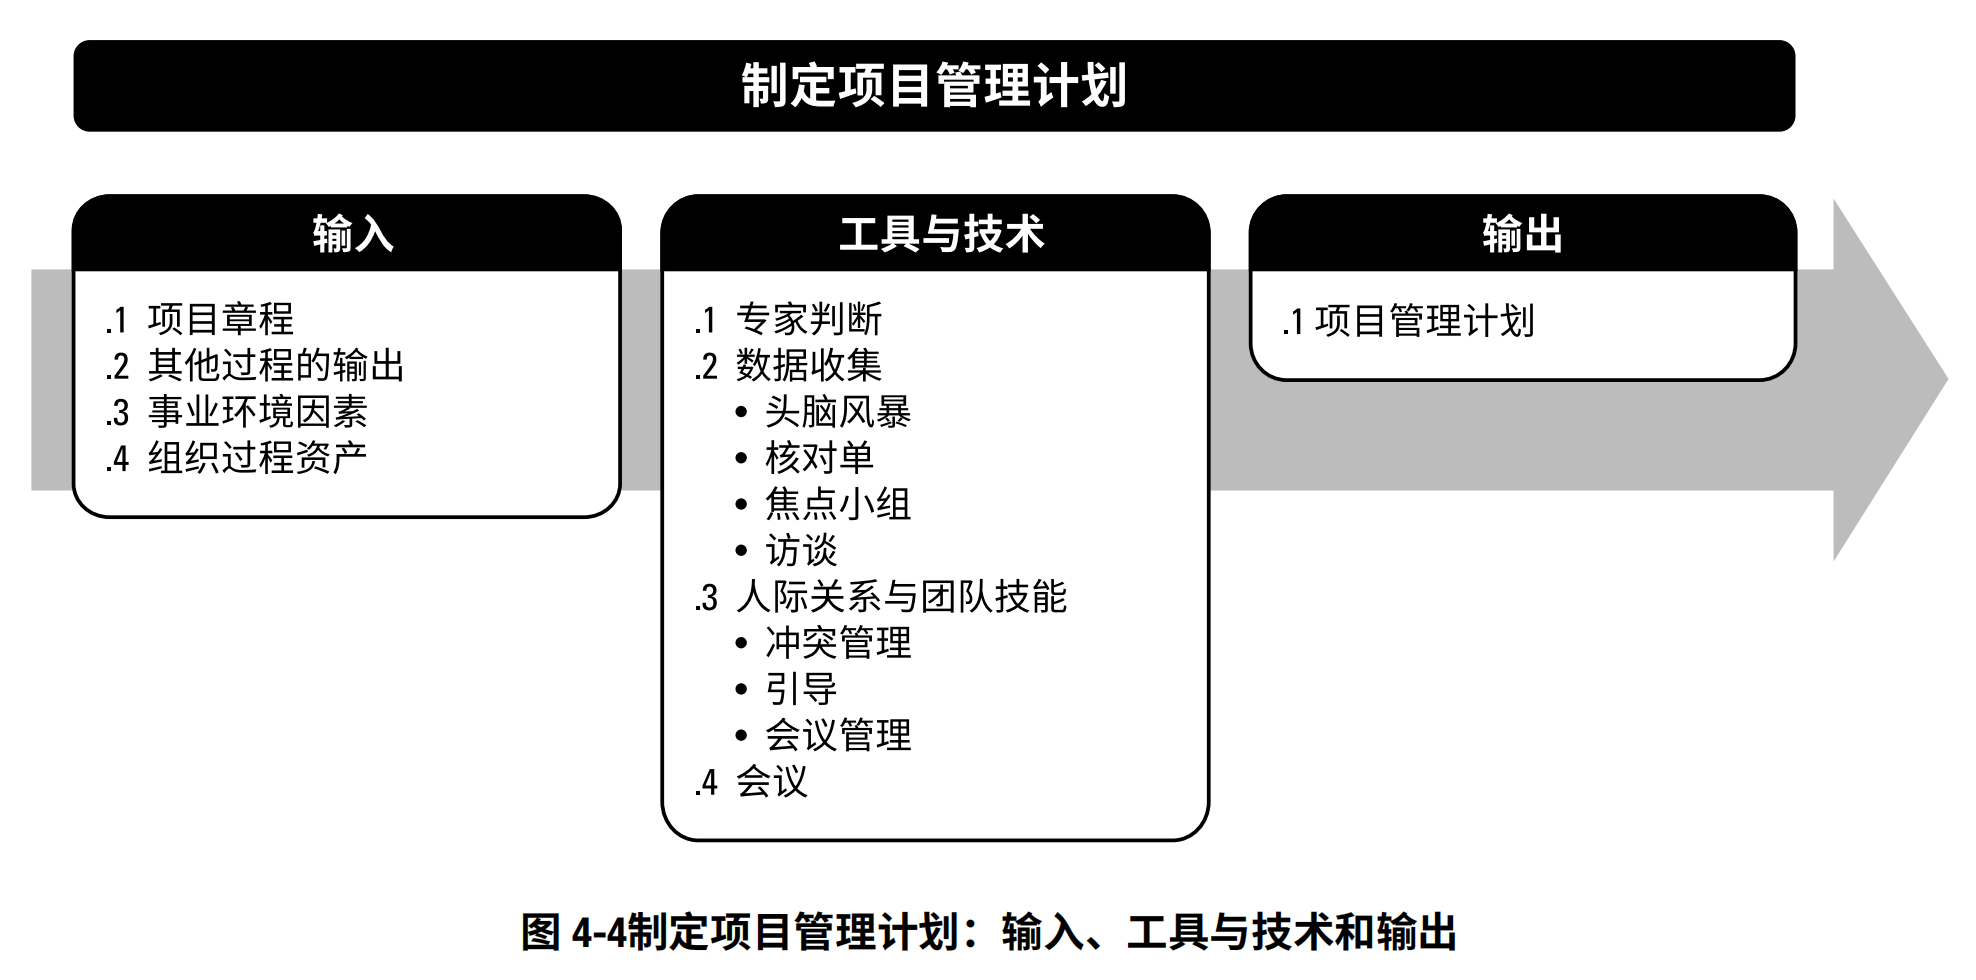 制定项目管理计划
输入
.1 项目章程
.2 其他过程的输出
.3 事业环境因素
.4 组织过程资产
工具与技术
.1 专家判断
.2 数据收集
• 头脑风暴
• 核对单
• 焦点小组
• 访谈
.3 人际关系与团队技能
• 冲突管理
• 引导
• 会议管理
.4 会议
输出
.1 项目管理计划
图 4-4制定项目管理计划：输入、工具与技术和输出